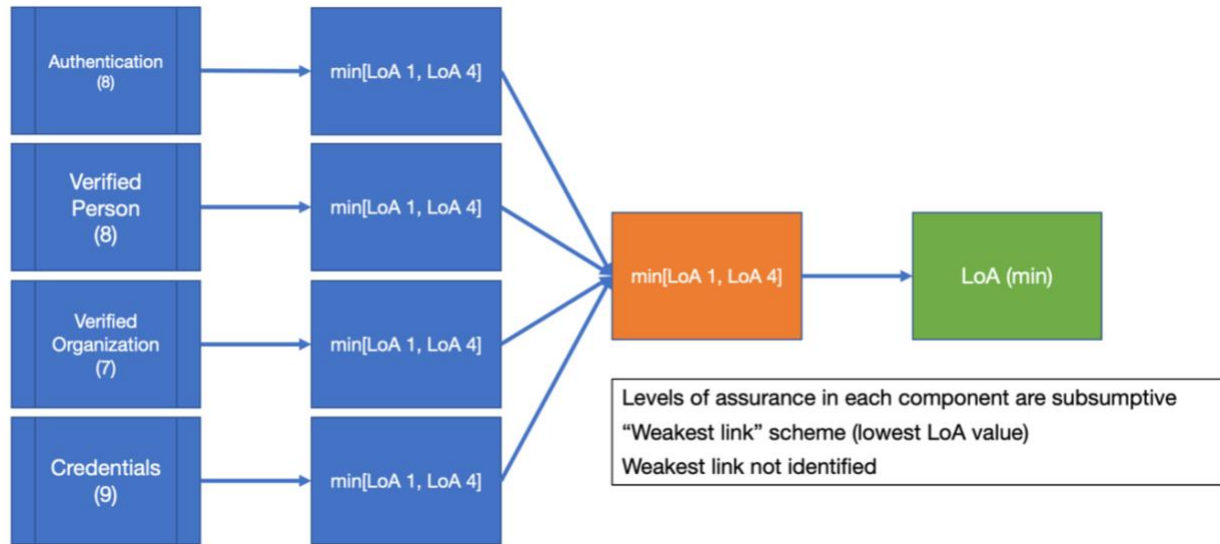 Authentication
(8)
min[LoA 1, LoA 4]
Verified
Person
(8)
min[LoA 1, LoA 4]
Verified
Organization
(7)
min[LoA 1, LoA 4]
Credentials
(9)
min[LoA 1, LoA 4]
min[LoA 1, LoA 4]
LoA (min)
Levels of assurance in each component are subsumptive
“Weakest link” scheme (lowest LoA value)
Weakest link not identified